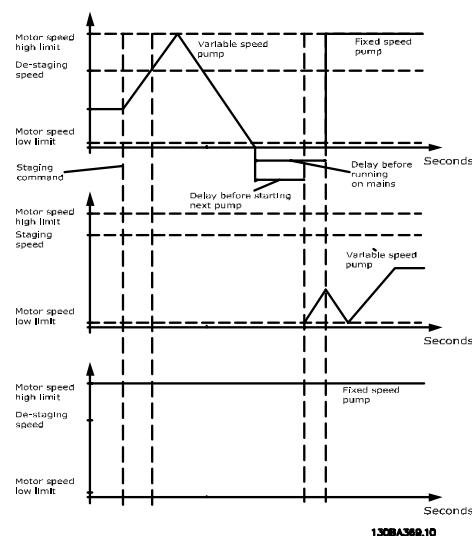 Motor speed
high limit
Variable speed
pump
Fixed speed
pump
De-staging
speed
Motor speed
low limit
Seconds
Staging
command
Delay before
running
on mains
Delay before starting
next pump
Motor speed
high limit
Staging
speed
Variable speed
pump
Motor speed
low limit
Seconds
Motor speed
high limit
Fixed speed
pump
De-staging
speed
Motor speed
low limit
Seconds
130BA369.10